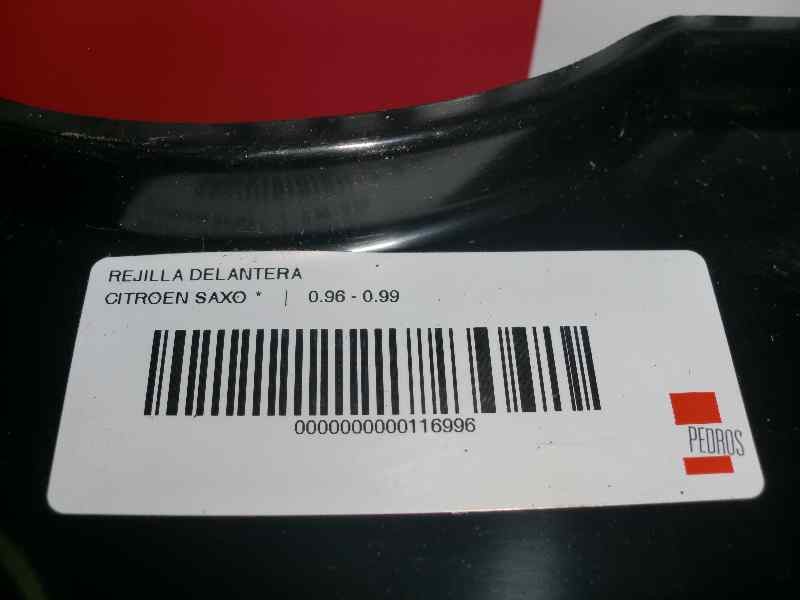 REJILLA DELANTERA
CITROEN SAXO * | 0.96 - 0.99
0000000000116996
PEDROS